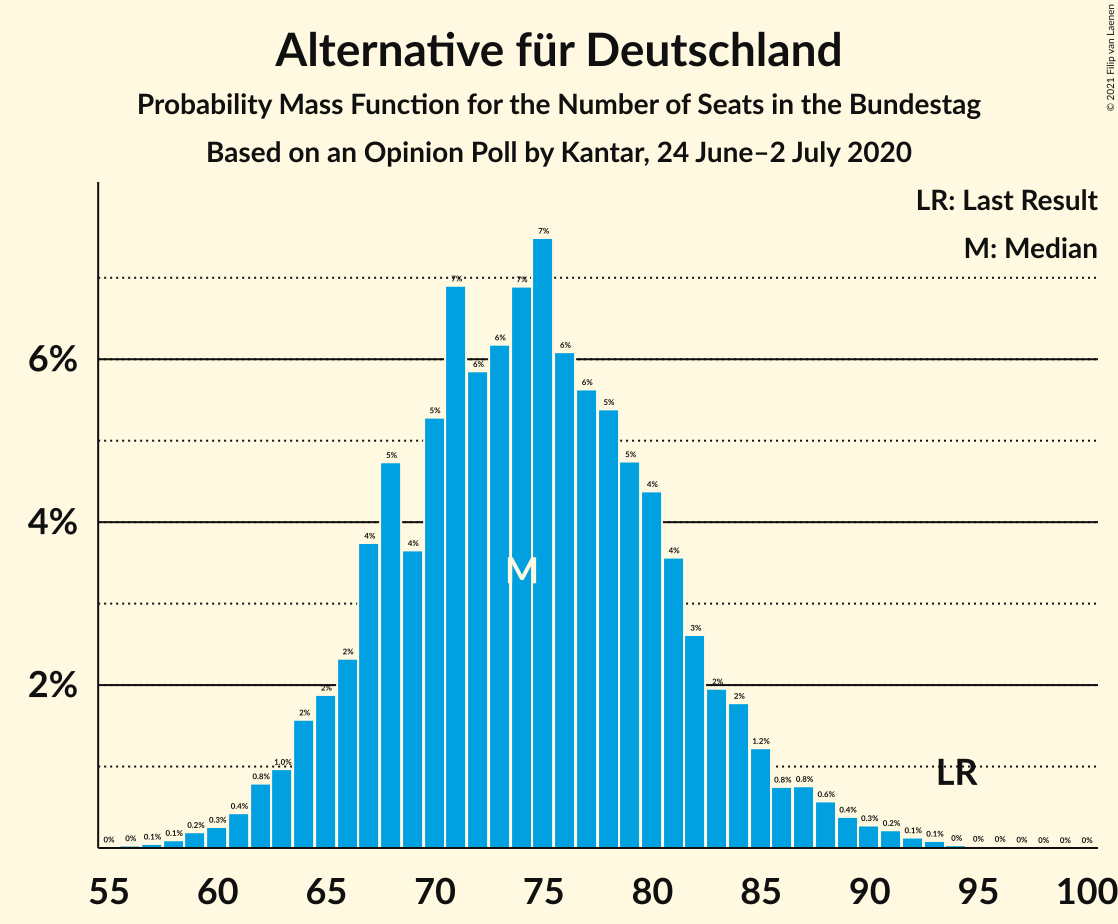 Alternative für Deutschland
Probability Mass Function for the Number of Seats in the Bundestag
Based on an Opinion Poll by Kantar, 24 June–2 July 2020
© 2021 Filip van Laenen
LR: Last Result
M: Median
6%
4%
2%
0% 0% 0.1% 0.1% 0.2% 0.3% 0.4% 0.8% 1.0% 2% 2% 2% 4% 5% 4% 5% 7% 6% 6% 7% 7% 6% 6% 5% 5% 4% 4% 3% 2% 2% 1.2% 0.8% 0.8% 0.6% 0.4% 0.3% 0.2% 0.1% 0.1% 0% 0% 0% 0% 0% 0% 0%
M
LR
55 60 65 70 75 80 85 90 95 100